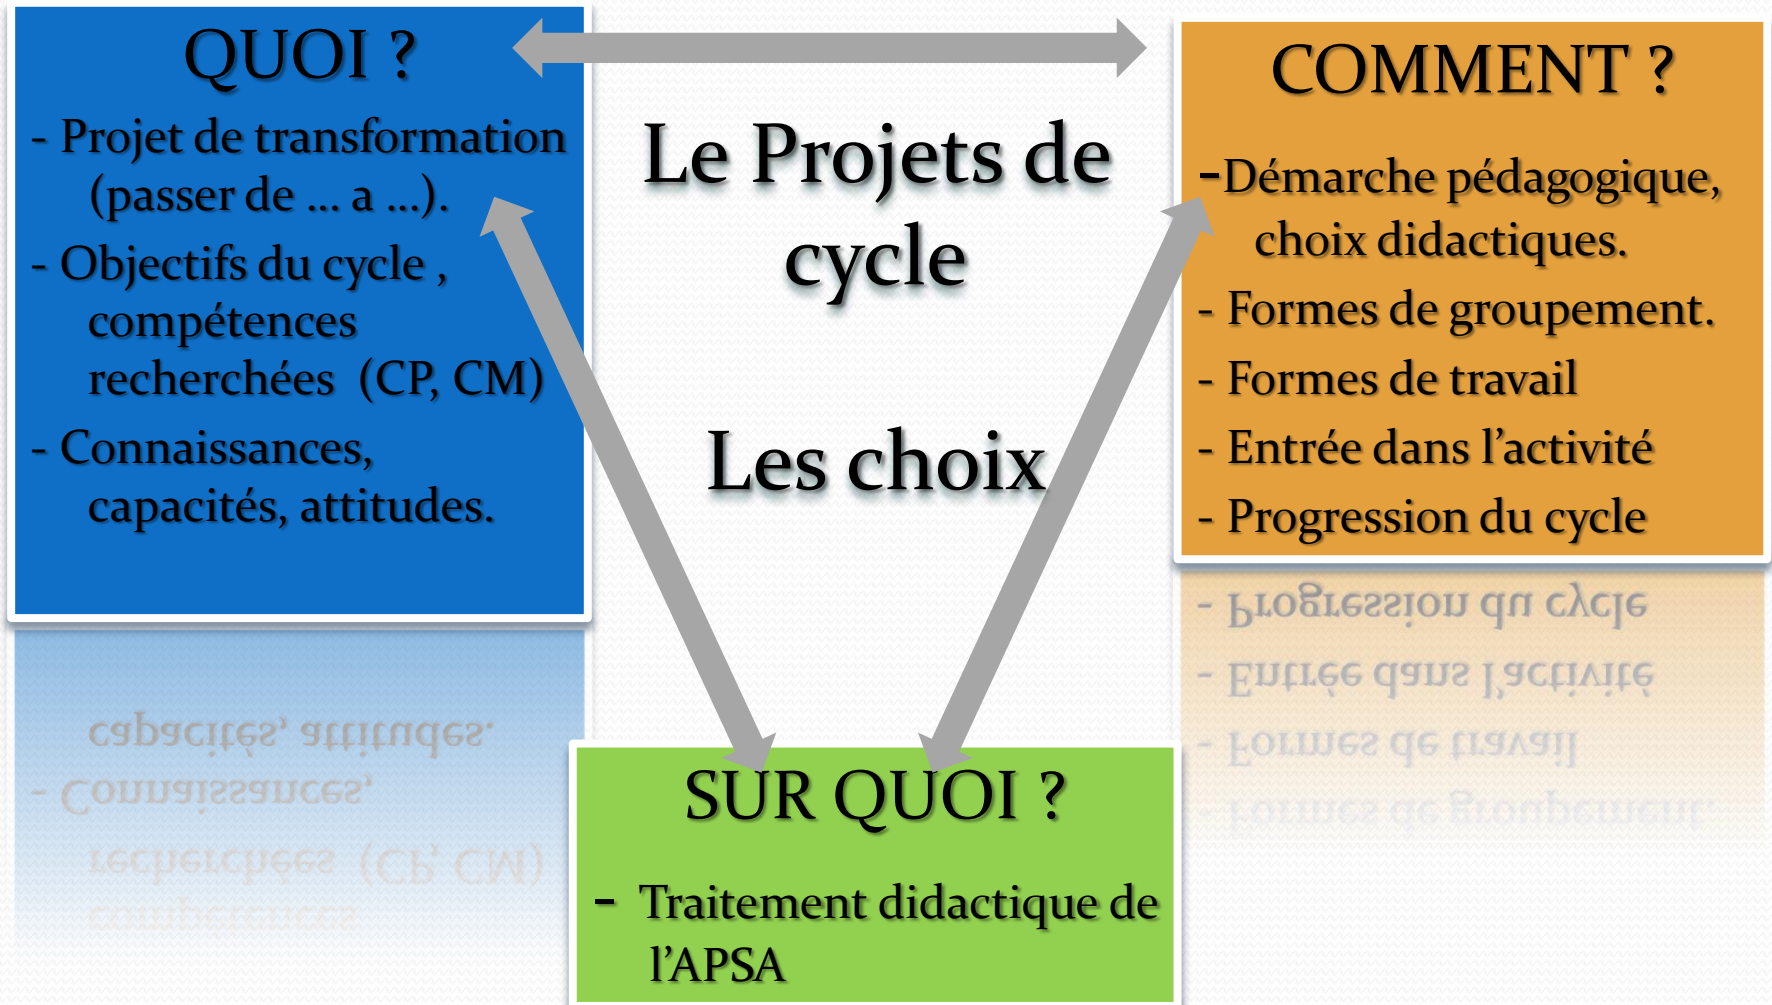 QUOI ?
- Projet de transformation
(passer de ... a ...).
- Objectifs du cycle ,
compétences
recherchées (CP, CM)
- Connaissances,
capacités, attitudes.
Le Projets de
cycle
Les choix
COMMENT ?
-Démarche pédagogique,
choix didactiques.
- Formes de groupement.
- Formes de travail
- Entrée dans l’activité
- Progression du cycle
SUR QUOI ?
- Traitement didactique de
l’APSA